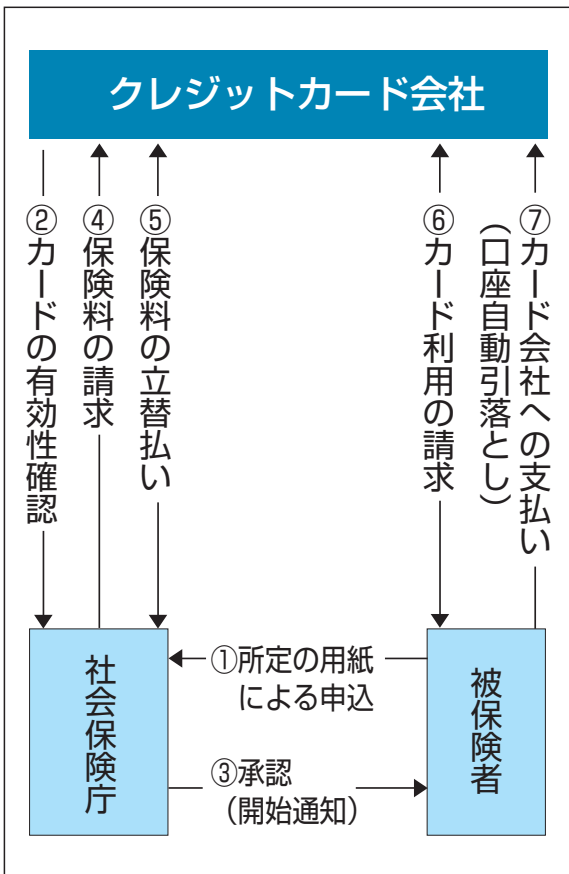 クレジットカード会社
②カードの有効性確認
④保険料の請求
⑤保険料の立替払い
⑥カード利用の請求
⑦カード会社への支払い
（口座自動引落とし）
社会保険庁
①所定の用紙
による申込
③承認
（開始通知）
被保険者